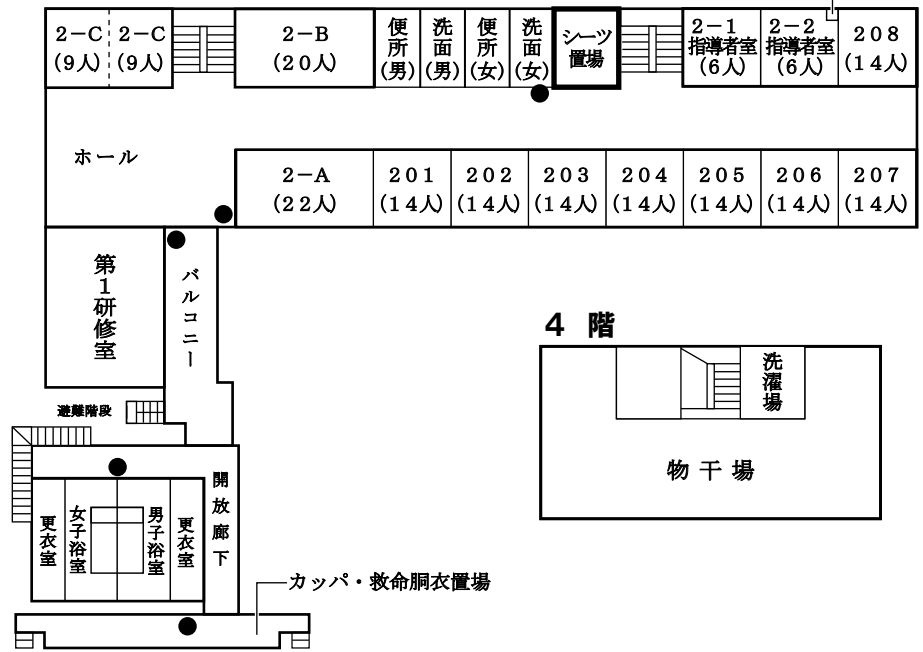 2-C
(9人)
2-C
(9人)
2-B
(20人)
便所(男)
洗面(男)
便所(女)
洗面(女)
シーツ
置場
2-1
指導者室
(6人)
2-2
指導者室
(6人)
208
(14人)
ホール
2-A
(22人)
201
(14人)
202
(14人)
203
(14人)
204
(14人)
205
(14人)
206
(14人)
207
(14人)
第1研修室
バルコニー
避難階段
更衣室
女子浴室
男子浴室
更衣室
開放廊下
カッパ・救命胴衣置場
4 階
洗濯場
物干場